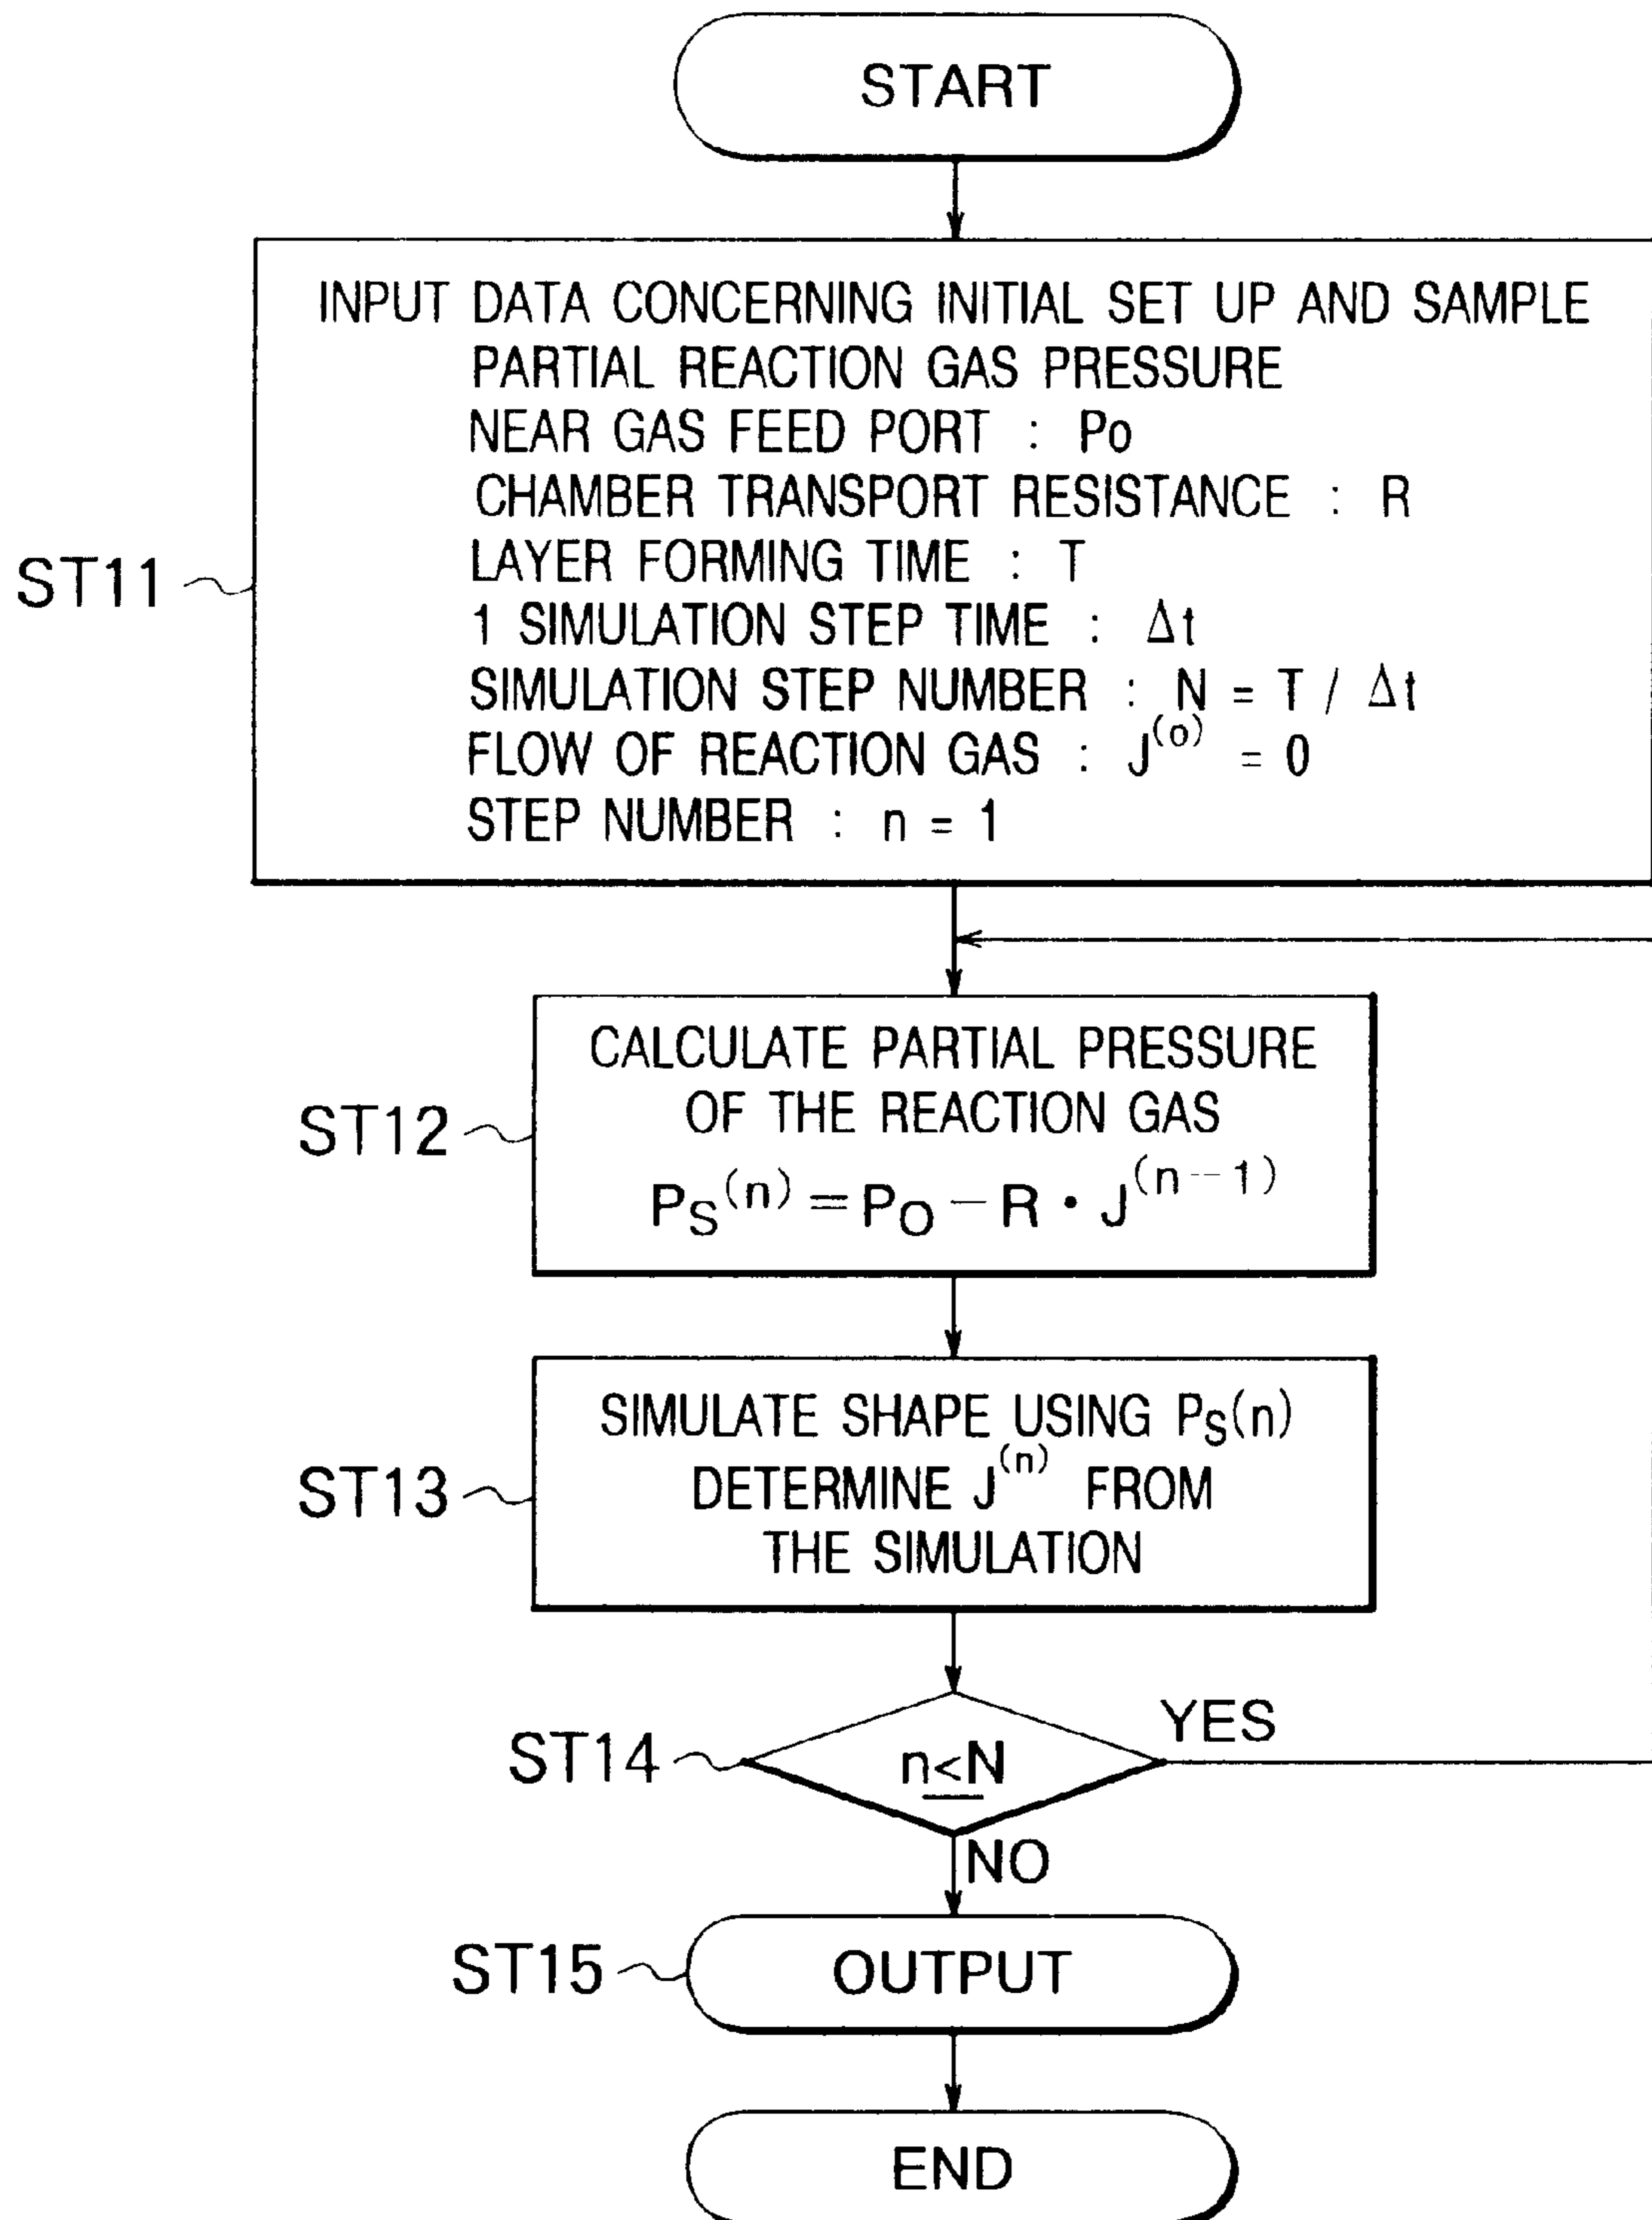 START
INPUT DATA CONCERNING INITIAL SET UP AND SAMPLE
PARTIAL REACTION GAS PRESSURE
NEAR GAS FEED PORT : Po
CHAMBER TRANSPORT RESISTANCE : R
LAYER FORMING TIME : T
1 SIMULATION STEP TIME : Δt
SIMULATION STEP NUMBER : N = T / Δt
FLOW OF REACTION GAS : J^(o) = 0
STEP NUMBER : n = 1
ST11
CALCULATE PARTIAL PRESSURE
OF THE REACTION GAS
P_S^(n) = P_O − R • J^(n−1)
ST12
SIMULATE SHAPE USING P_S(n)
DETERMINE J^(n) FROM
THE SIMULATION
ST13
ST14
n≤N
YES
NO
ST15
OUTPUT
END